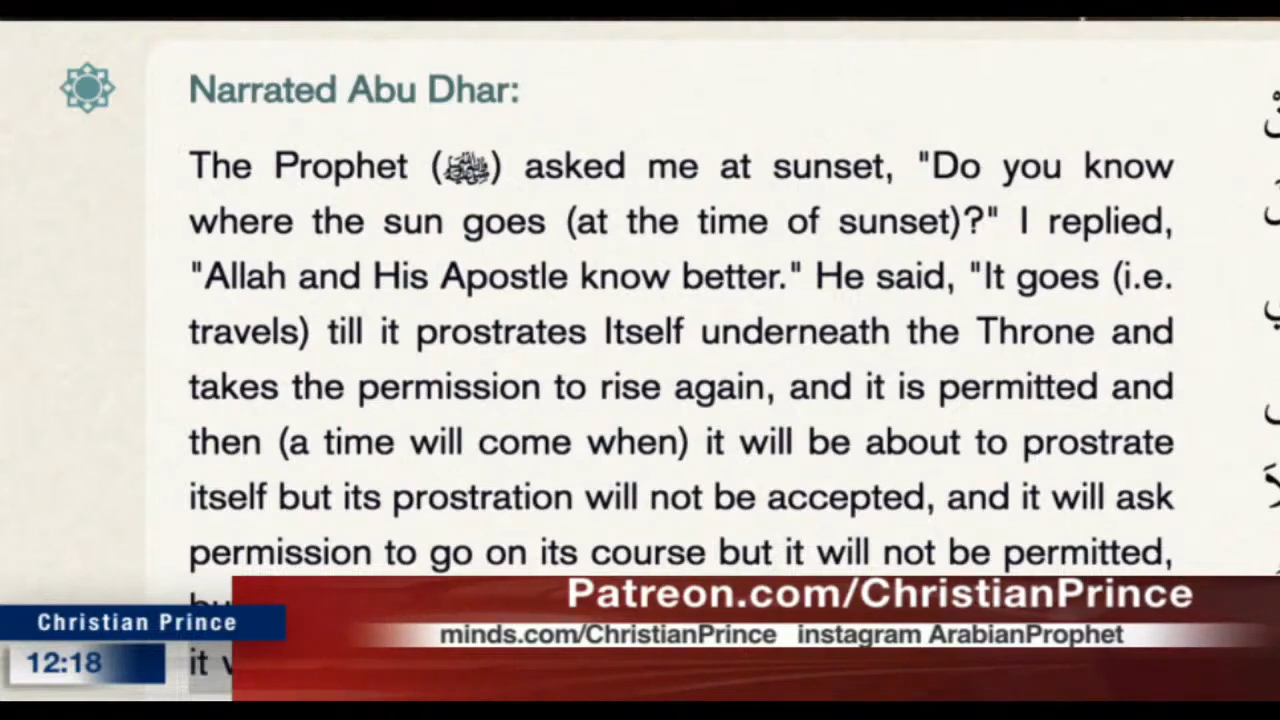 Narrated Abu Dhar:
The Prophet (ﷺ) asked me at sunset, "Do you know
where the sun goes (at the time of sunset)?" I replied,
"Allah and His Apostle know better." He said, "It goes (i.e.
travels) till it prostrates Itself underneath the Throne and
takes the permission to rise again, and it is permitted and
then (a time will come when) it will be about to prostrate
itself but its prostration will not be accepted, and it will ask
permission to go on its course but it will not be permitted,
it
Patreon.com/ChristianPrince
minds.com/ChristianPrince instagram ArabianProphet
Christian Prince
12:18